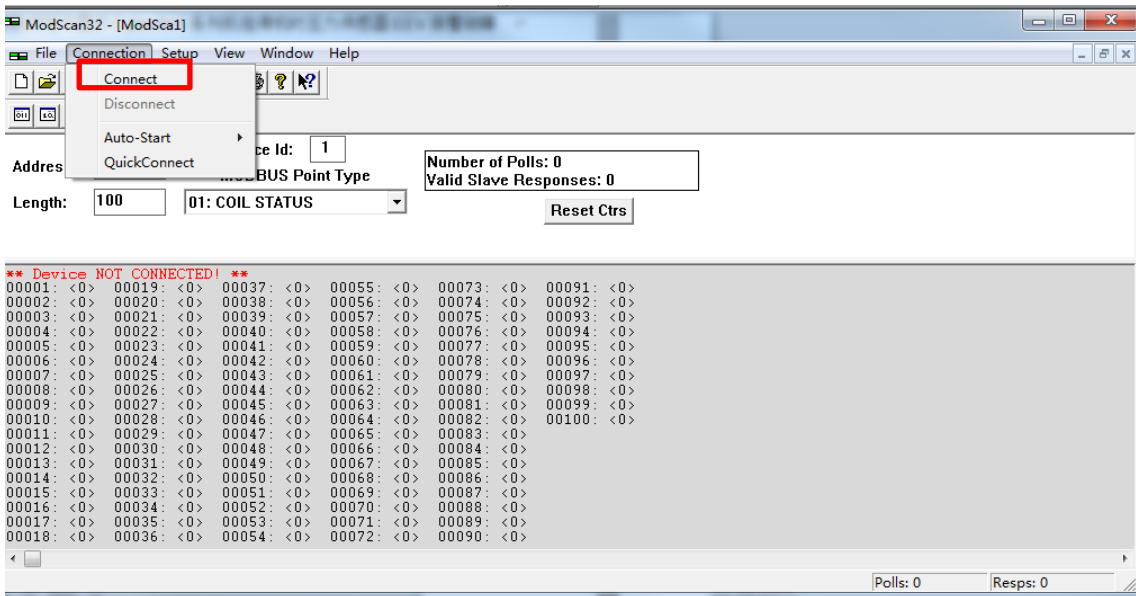 ModScan32 - [ModSca1]
File Connection Setup View Window Help
Connect
Disconnect
Auto-Start
QuickConnect
Addres
ce Id: 1
BUS Point Type
Length: 100 01: COIL STATUS
Number of Polls: 0
Valid Slave Responses: 0
Reset Ctrs
** Device NOT CONNECTED! **
00001: <0> 00019: <0> 00037: <0> 00055: <0> 00073: <0> 00091: <0>
00002: <0> 00020: <0> 00038: <0> 00056: <0> 00074: <0> 00092: <0>
00003: <0> 00021: <0> 00039: <0> 00057: <0> 00075: <0> 00093: <0>
00004: <0> 00022: <0> 00040: <0> 00058: <0> 00076: <0> 00094: <0>
00005: <0> 00023: <0> 00041: <0> 00059: <0> 00077: <0> 00095: <0>
00006: <0> 00024: <0> 00042: <0> 00060: <0> 00078: <0> 00096: <0>
00007: <0> 00025: <0> 00043: <0> 00061: <0> 00079: <0> 00097: <0>
00008: <0> 00026: <0> 00044: <0> 00062: <0> 00080: <0> 00098: <0>
00009: <0> 00027: <0> 00045: <0> 00063: <0> 00081: <0> 00099: <0>
00010: <0> 00028: <0> 00046: <0> 00064: <0> 00082: <0> 00100: <0>
00011: <0> 00029: <0> 00047: <0> 00065: <0> 00083: <0>
00012: <0> 00030: <0> 00048: <0> 00066: <0> 00084: <0>
00013: <0> 00031: <0> 00049: <0> 00067: <0> 00085: <0>
00014: <0> 00032: <0> 00050: <0> 00068: <0> 00086: <0>
00015: <0> 00033: <0> 00051: <0> 00069: <0> 00087: <0>
00016: <0> 00034: <0> 00052: <0> 00070: <0> 00088: <0>
00017: <0> 00035: <0> 00053: <0> 00071: <0> 00089: <0>
00018: <0> 00036: <0> 00054: <0> 00072: <0> 00090: <0>
Polls: 0 Resps: 0